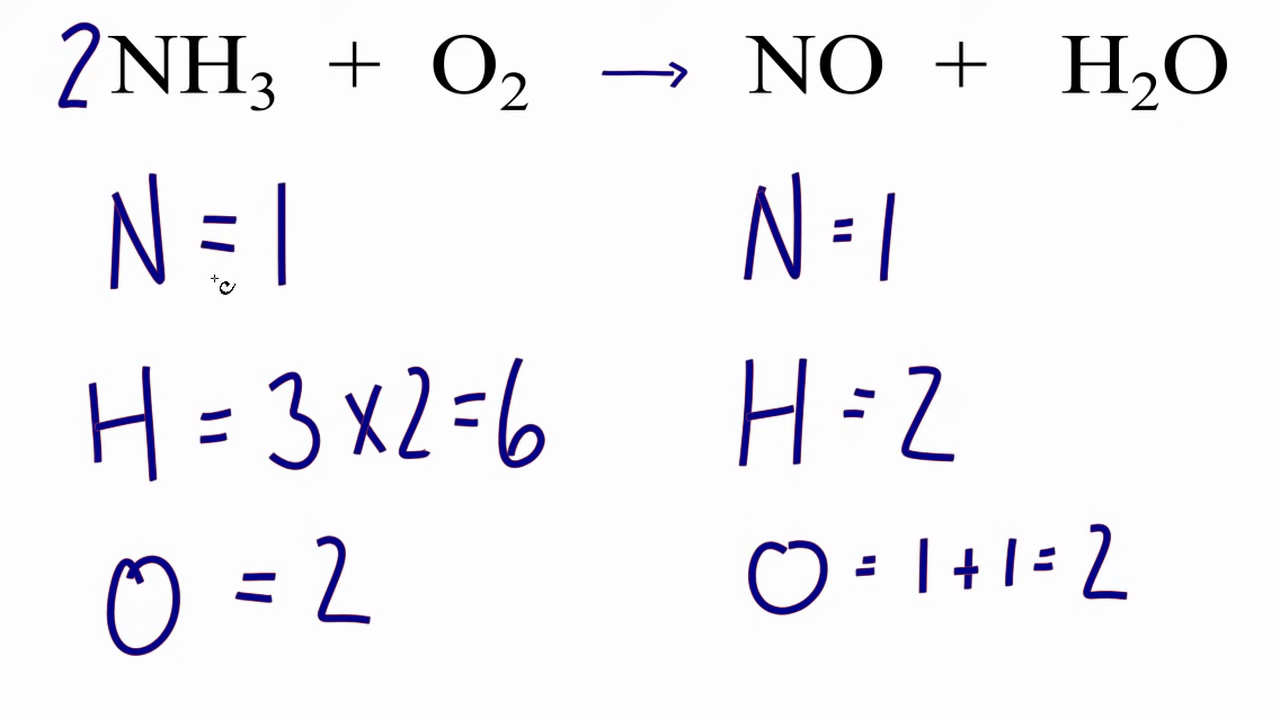 2NH₃ + O₂ → NO + H₂O
N = 1 N = 1
H = 3 x 2 = 6 H = 2
O = 2 O = 1 + 1 = 2